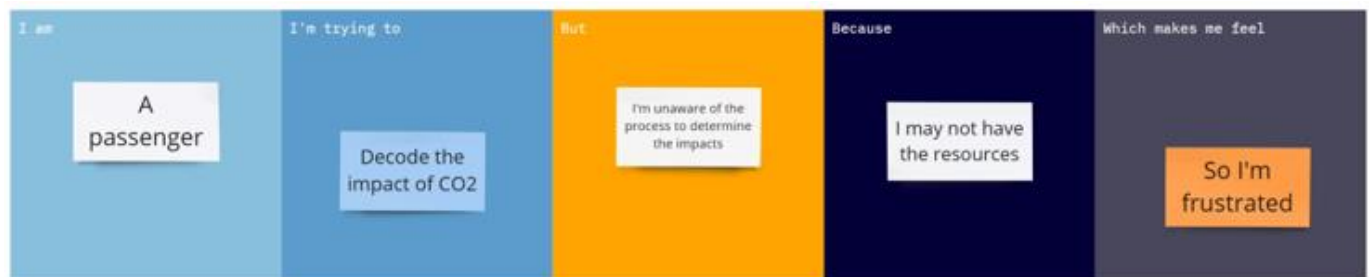 I am
I'm trying to
But
Because
Which makes me feel
A
passenger
Decode the
impact of CO2
I'm unaware of the
process to determine
the impacts
I may not have
the resources
So I'm
frustrated